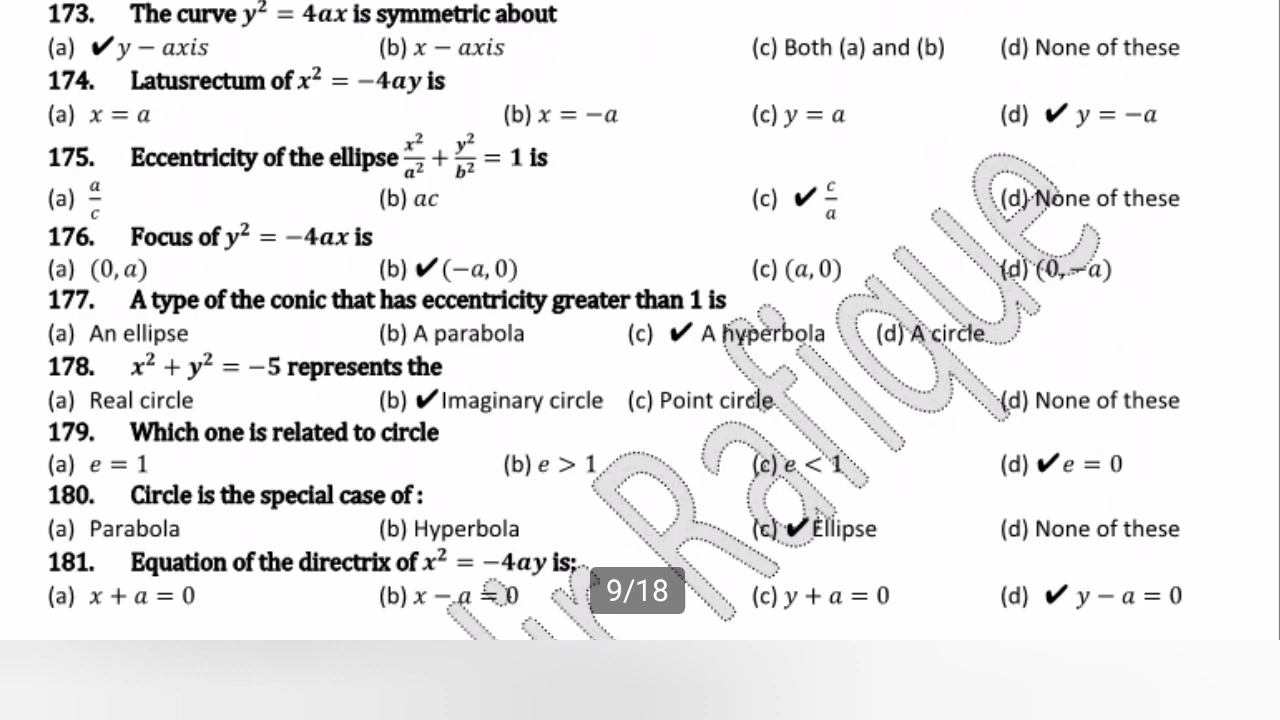 173. The curve y² = 4ax is symmetric about
(a) ✔y − axis (b) x − axis (c) Both (a) and (b) (d) None of these
174. Latusrectum of x² = −4ay is
(a) x = a (b) x = −a (c) y = a (d) ✔ y = −a
175. Eccentricity of the ellipse x²/a² + y²/b² = 1 is
(a) a/c (b) ac (c) ✔ c/a (d) None of these
176. Focus of y² = −4ax is
(a) (0, a) (b) ✔(−a, 0) (c) (a, 0) (d) (0, −a)
177. A type of the conic that has eccentricity greater than 1 is
(a) An ellipse (b) A parabola (c) ✔ A hyperbola (d) A circle
178. x² + y² = −5 represents the
(a) Real circle (b) ✔Imaginary circle (c) Point circle (d) None of these
179. Which one is related to circle
(a) e = 1 (b) e > 1 (c) e < 1 (d) ✔e = 0
180. Circle is the special case of :
(a) Parabola (b) Hyperbola (c) ✔Ellipse (d) None of these
181. Equation of the directrix of x² = −4ay is:
(a) x + a = 0 (b) x − a = 0 (c) y + a = 0 (d) ✔ y − a = 0
9/18
Rafique